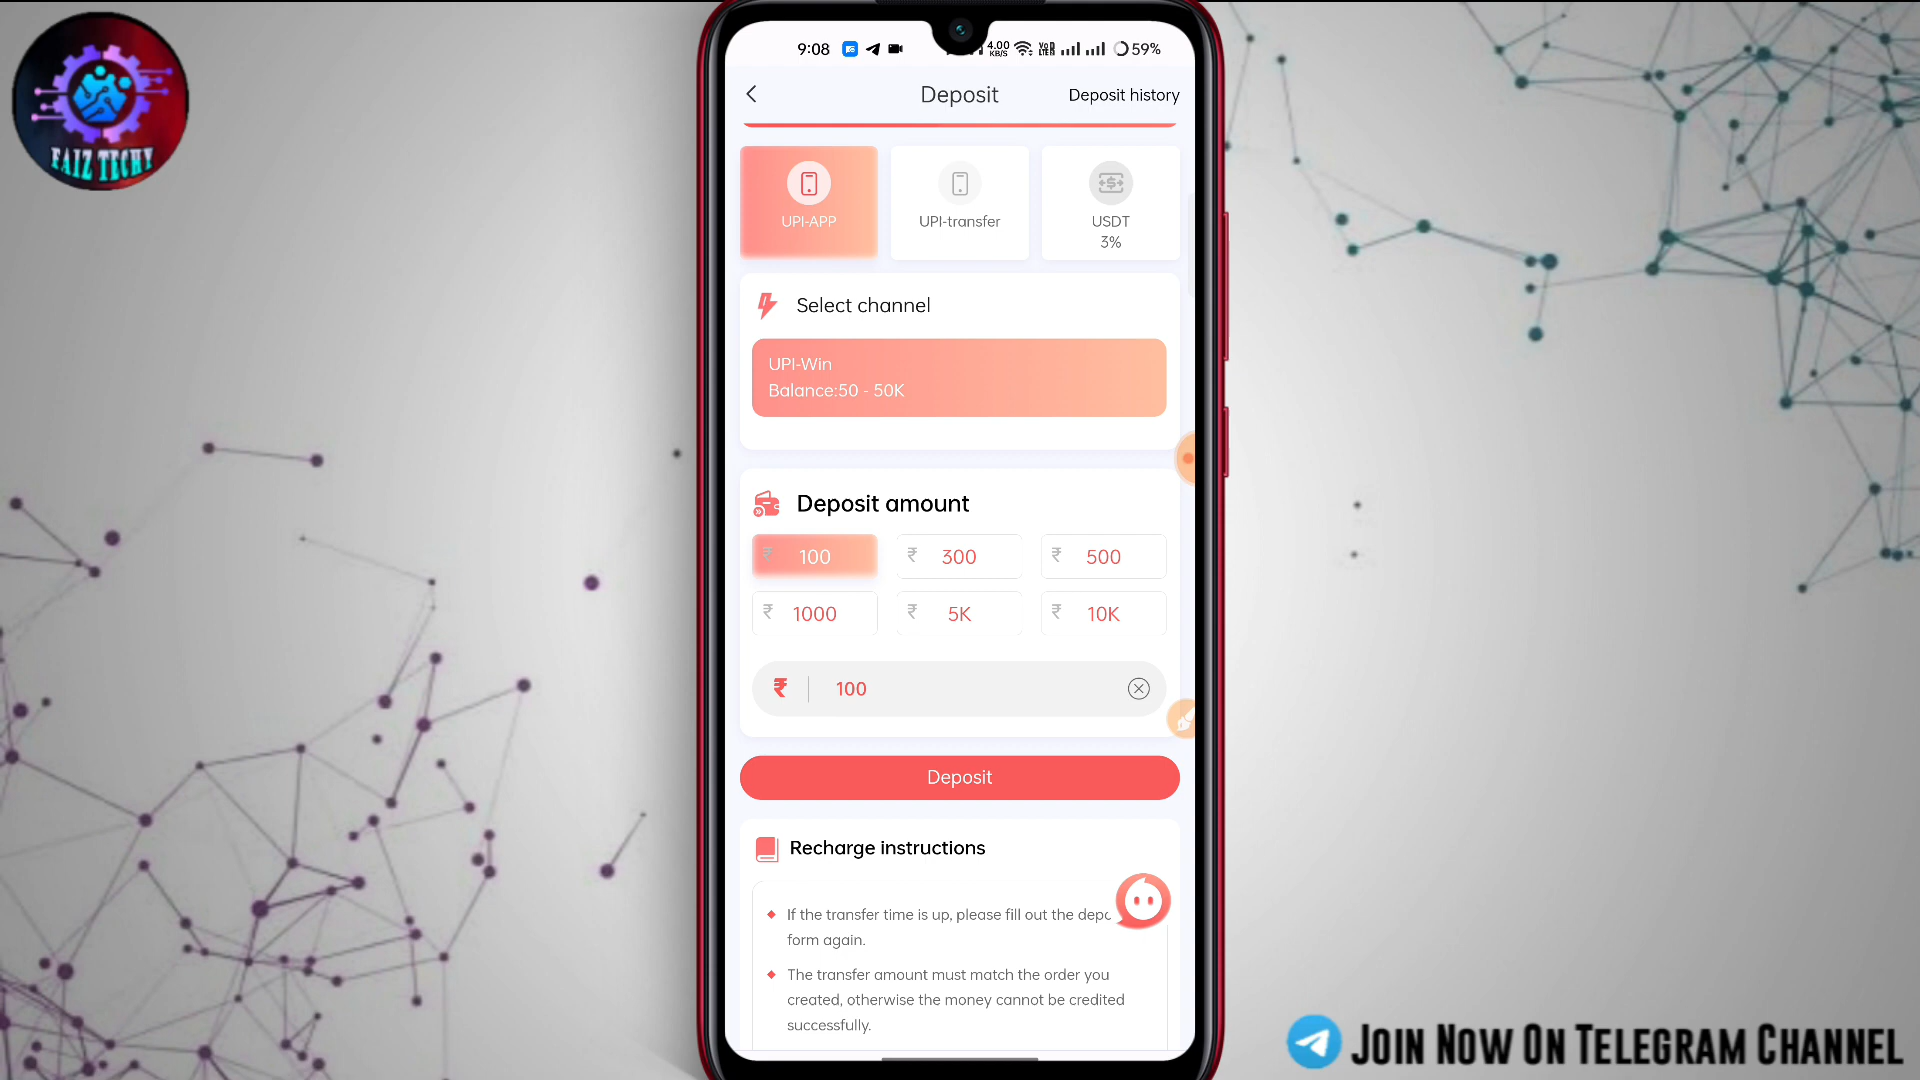 FAIZ TECHY
9:08
4.00
KB/S
VoD
LTE
59%
Deposit
Deposit history
UPI-APP
UPI-transfer
USDT
3%
Select channel
UPI-Win
Balance:50 - 50K
Deposit amount
₹ 100
₹ 300
₹ 500
₹ 1000
₹ 5K
₹ 10K
₹ 100
Deposit
Recharge instructions
If the transfer time is up, please fill out the depo
form again.
The transfer amount must match the order you
created, otherwise the money cannot be credited
successfully.
JOIN NOW ON TELEGRAM CHANNEL